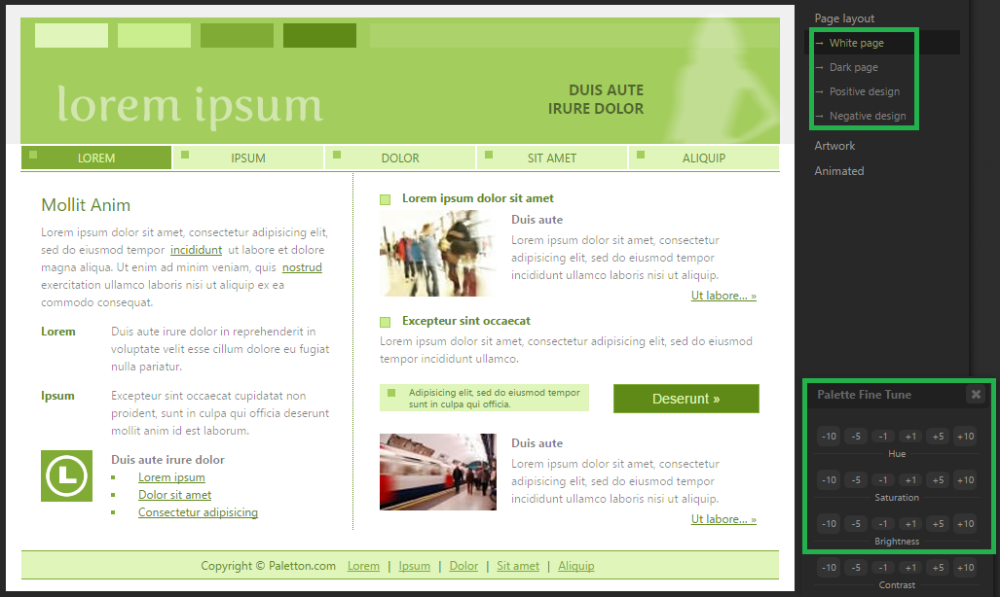 lorem ipsum
DUIS AUTE
IRURE DOLOR
LOREM
IPSUM
DOLOR
SIT AMET
ALIQUIP
Mollit Anim
Lorem ipsum dolor sit amet, consectetur adipisicing elit,
sed do eiusmod tempor incididunt ut labore et dolore
magna aliqua. Ut enim ad minim veniam, quis nostrud
exercitation ullamco laboris nisi ut aliquip ex ea
commodo consequat.
Lorem
Duis aute irure dolor in reprehenderit in
voluptate velit esse cillum dolore eu fugiat
nulla pariatur.
Ipsum
Excepteur sint occaecat cupidatat non
proident, sunt in culpa qui officia deserunt
mollit anim id est laborum.
Duis aute irure dolor
Lorem ipsum
Dolor sit amet
Consectetur adipisicing
Lorem ipsum dolor sit amet
Duis aute
Lorem ipsum dolor sit amet, consectetur
adipisicing elit, sed do eiusmod tempor
incididunt ullamco laboris nisi ut aliquip.
Ut labore... »
Excepteur sint occaecat
Lorem ipsum dolor sit amet, consectetur adipisicing elit, sed do eiusmod
tempor incididunt ullamco.
Adipisicing elit, sed do eiusmod tempor
sunt in culpa qui officia.
Deserunt »
Duis aute
Lorem ipsum dolor sit amet, consectetur
adipisicing elit, sed do eiusmod tempor
incididunt ullamco laboris nisi ut aliquip.
Ut labore... »
Copyright © Paletton.com Lorem | Ipsum | Dolor | Sit amet | Aliquip
Page layout
→ White page
→ Dark page
→ Positive design
→ Negative design
Artwork
Animated
Palette Fine Tune ×
-10 -5 -1 +1 +5 +10
Hue
-10 -5 -1 +1 +5 +10
Saturation
-10 -5 -1 +1 +5 +10
Brightness
-10 -5 -1 +1 +5 +10
Contrast